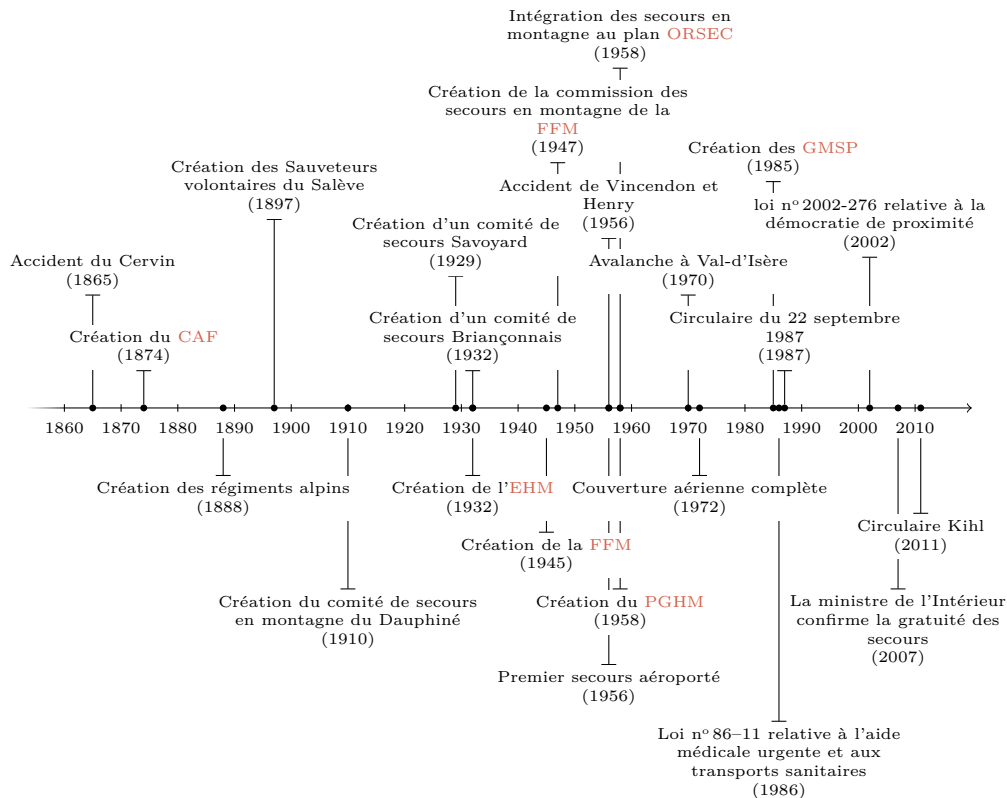 Intégration des secours en
montagne au plan ORSEC
(1958)
Création de la commission des
secours en montagne de la
FFM
(1947)
Création des GMSP
(1985)
Création des Sauveteurs
volontaires du Salève
(1897)
Accident de Vincendon et
Henry
(1956)
loi nº 2002-276 relative à la
démocratie de proximité
(2002)
Création d'un comité de
secours Savoyard
(1929)
Accident du Cervin
(1865)
Avalanche à Val-d'Isère
(1970)
Création du CAF
(1874)
Création d'un comité de
secours Briançonnais
(1932)
Circulaire du 22 septembre
1987
(1987)
1860 1870 1880 1890 1900 1910 1920 1930 1940 1950 1960 1970 1980 1990 2000 2010
Création des régiments alpins
(1888)
Création de l'EHM
(1932)
Couverture aérienne complète
(1972)
Circulaire Kihl
(2011)
Création de la FFM
(1945)
Création du comité de secours
en montagne du Dauphiné
(1910)
Création du PGHM
(1958)
La ministre de l'Intérieur
confirme la gratuité des
secours
(2007)
Premier secours aéroporté
(1956)
Loi nº 86–11 relative à l'aide
médicale urgente et aux
transports sanitaires
(1986)